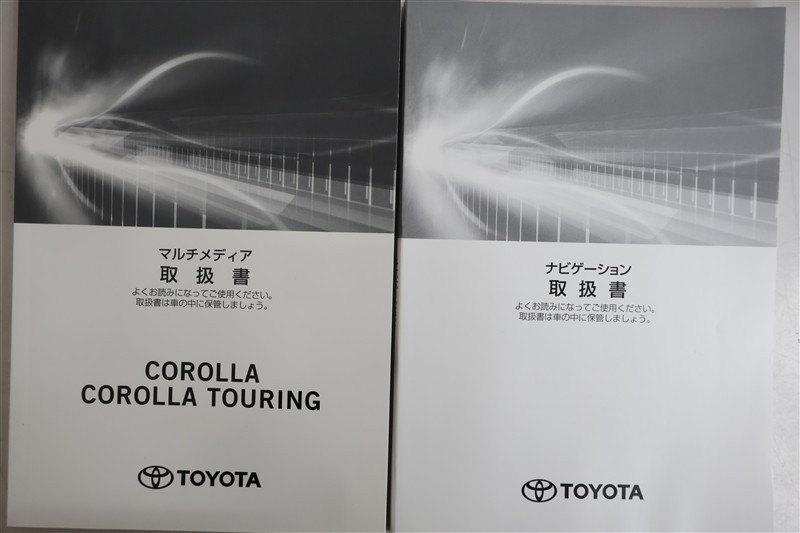 マルチメディア
取扱書
よくお読みになってご使用ください。
取扱書は車の中に保管しましょう。
COROLLA
COROLLA TOURING
TOYOTA
ナビゲーション
取扱書
よくお読みになってご使用ください。
取扱書は車の中に保管しましょう。
TOYOTA